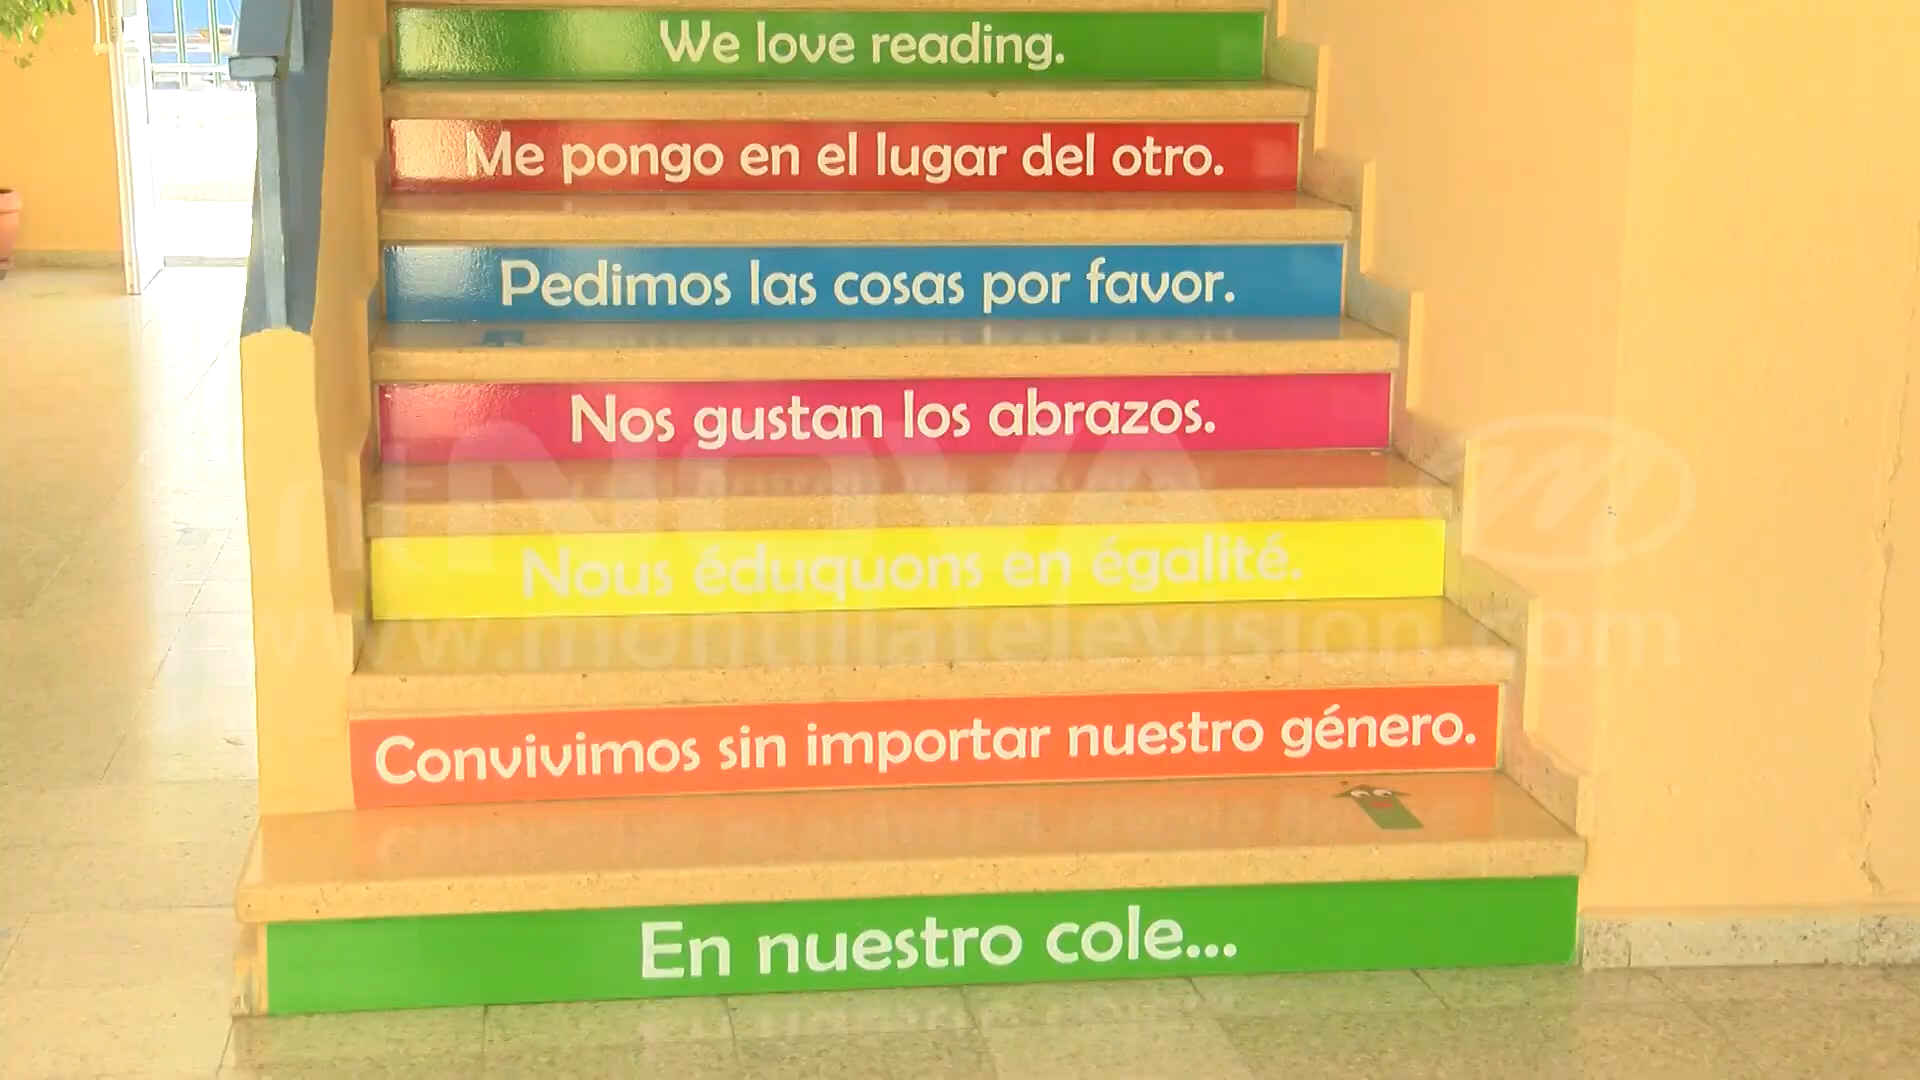 We love reading.
Me pongo en el lugar del otro.
Pedimos las cosas por favor.
Nos gustan los abrazos.
Nous éduquons en égalité.
Convivimos sin importar nuestro género.
En nuestro cole...
ntNOVA m
www.montillatelevision.com